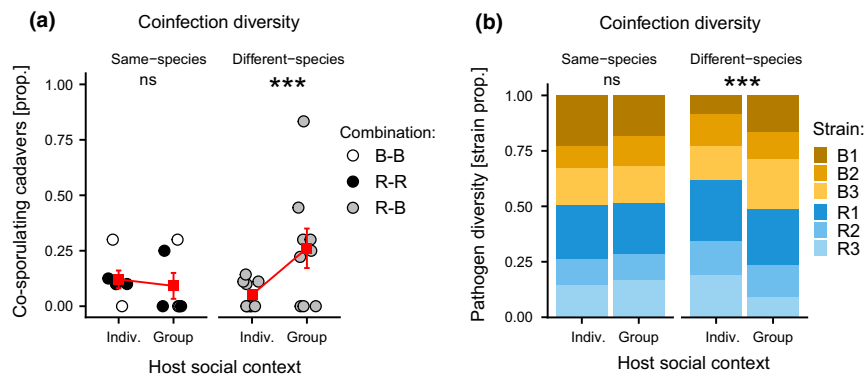 (a)
Coinfection diversity
Same−species
Different−species
ns
***
Co-sporulating cadavers [prop.]
1.00
0.75
0.50
0.25
0.00
Indiv.
Group
Indiv.
Group
Host social context
Combination:
B-B
R-R
R-B
(b)
Coinfection diversity
Same−species
Different−species
ns
***
Pathogen diversity [strain prop.]
1.00
0.75
0.50
0.25
0.00
Indiv.
Group
Indiv.
Group
Host social context
Strain:
B1
B2
B3
R1
R2
R3